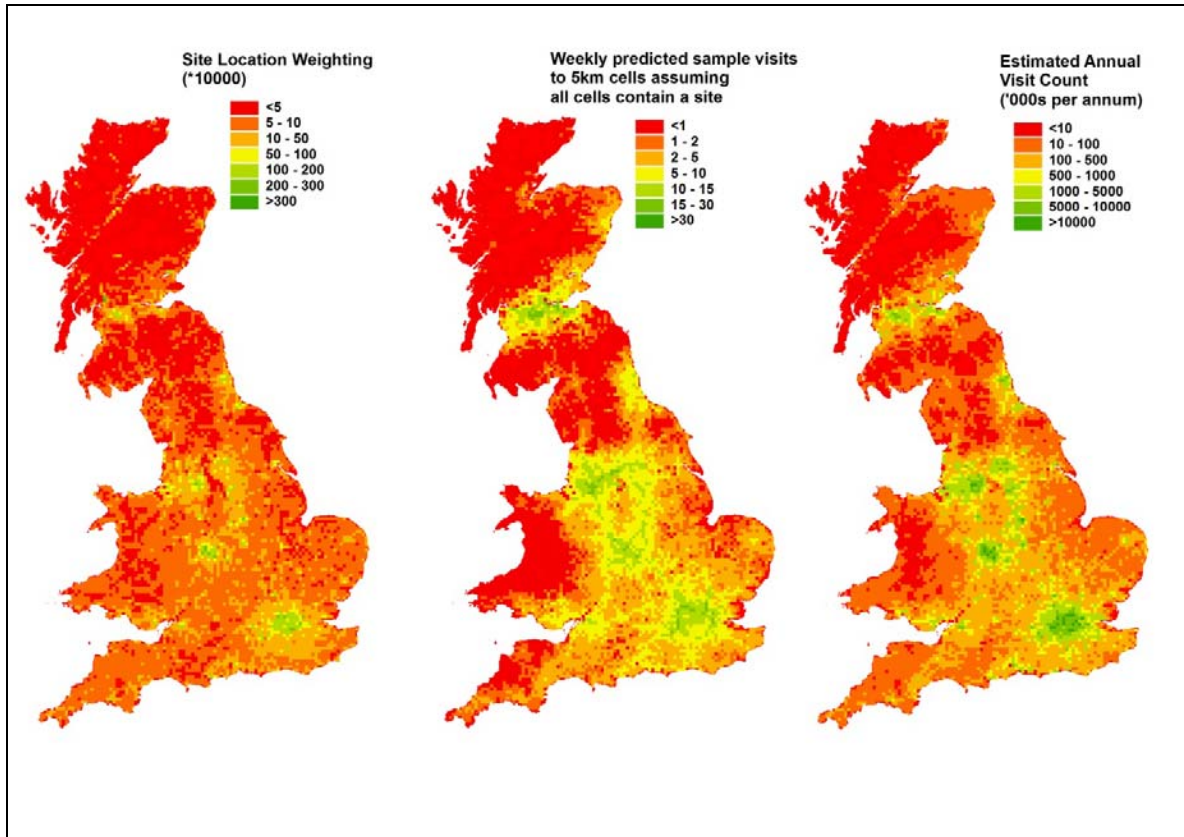 Site Location Weighting
(*10000)
<5
5 - 10
10 - 50
50 - 100
100 - 200
200 - 300
>300
Weekly predicted sample visits
to 5km cells assuming
all cells contain a site
<1
1 - 2
2 - 5
5 - 10
10 - 15
15 - 30
>30
Estimated Annual
Visit Count
('000s per annum)
<10
10 - 100
100 - 500
500 - 1000
1000 - 5000
5000 - 10000
>10000